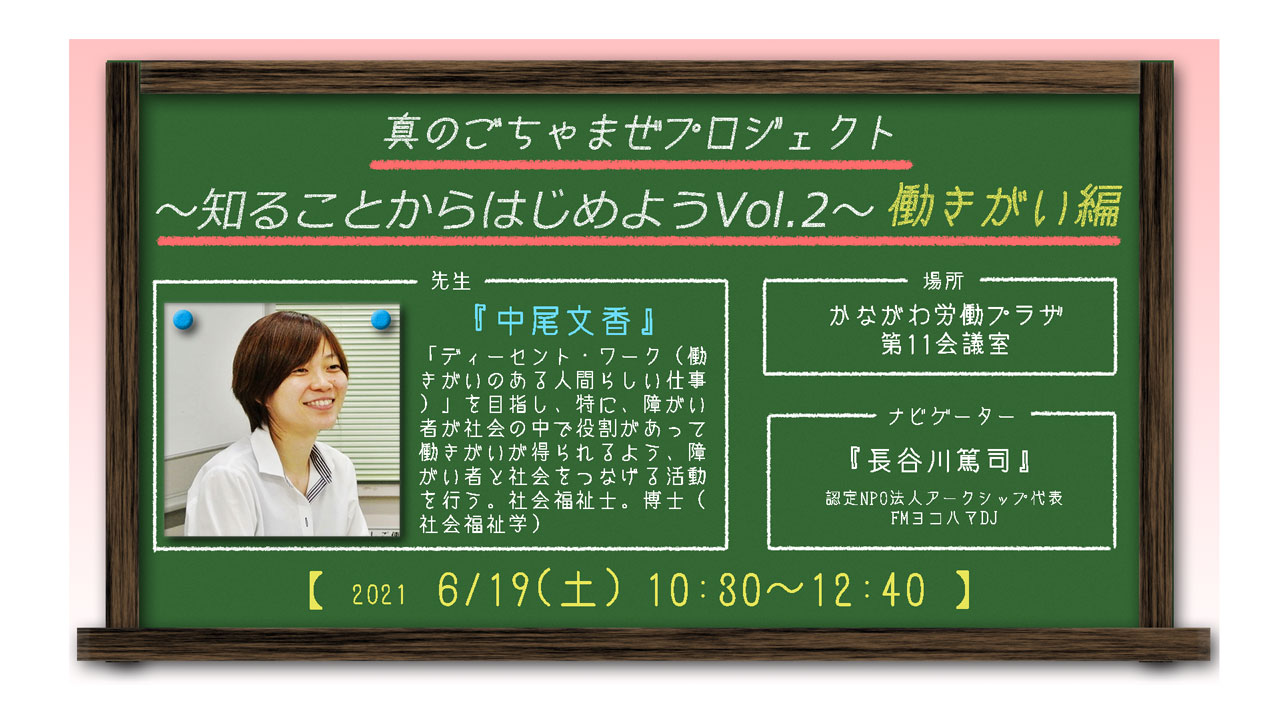 真のごちゃまぜプロジェクト
～知ることからはじめようVol.2～ 働きがい編
先生
『中尾文香』
「ディーセント・ワーク（働
きがいのある人間らしい仕事
）」を目指し、特に、障がい
者が社会の中で役割があって
働きがいが得られるよう、障
がい者と社会をつなげる活動
を行う。社会福祉士。博士（
社会福祉学）
場所
かながわ労働プラザ
第11会議室
ナビゲーター
『長谷川篤司』
認定NPO法人アークシップ代表
FMヨコハマDJ
【 2021 6/19(土) 10:30～12:40 】